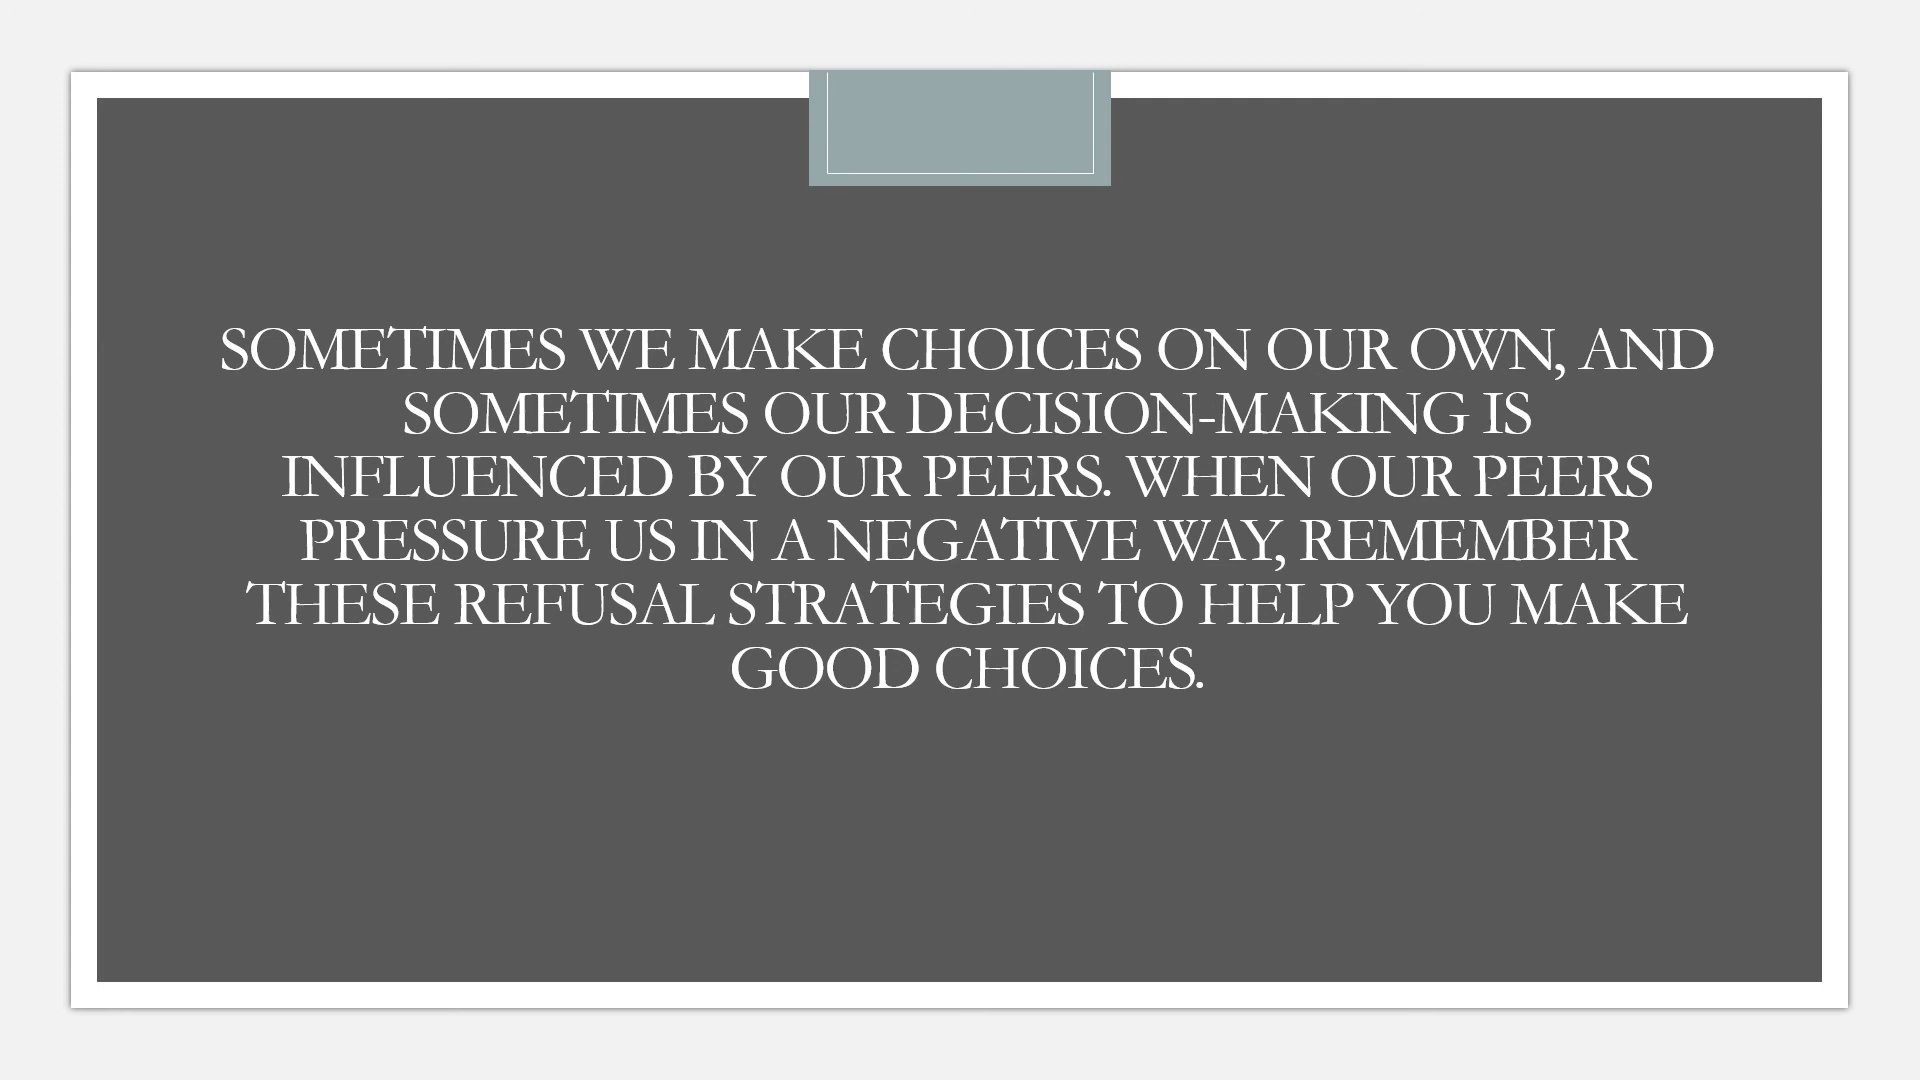 SOMETIMES WE MAKE CHOICES ON OUR OWN, AND
SOMETIMES OUR DECISION-MAKING IS
INFLUENCED BY OUR PEERS. WHEN OUR PEERS
PRESSURE US IN A NEGATIVE WAY, REMEMBER
THESE REFUSAL STRATEGIES TO HELP YOU MAKE
GOOD CHOICES.